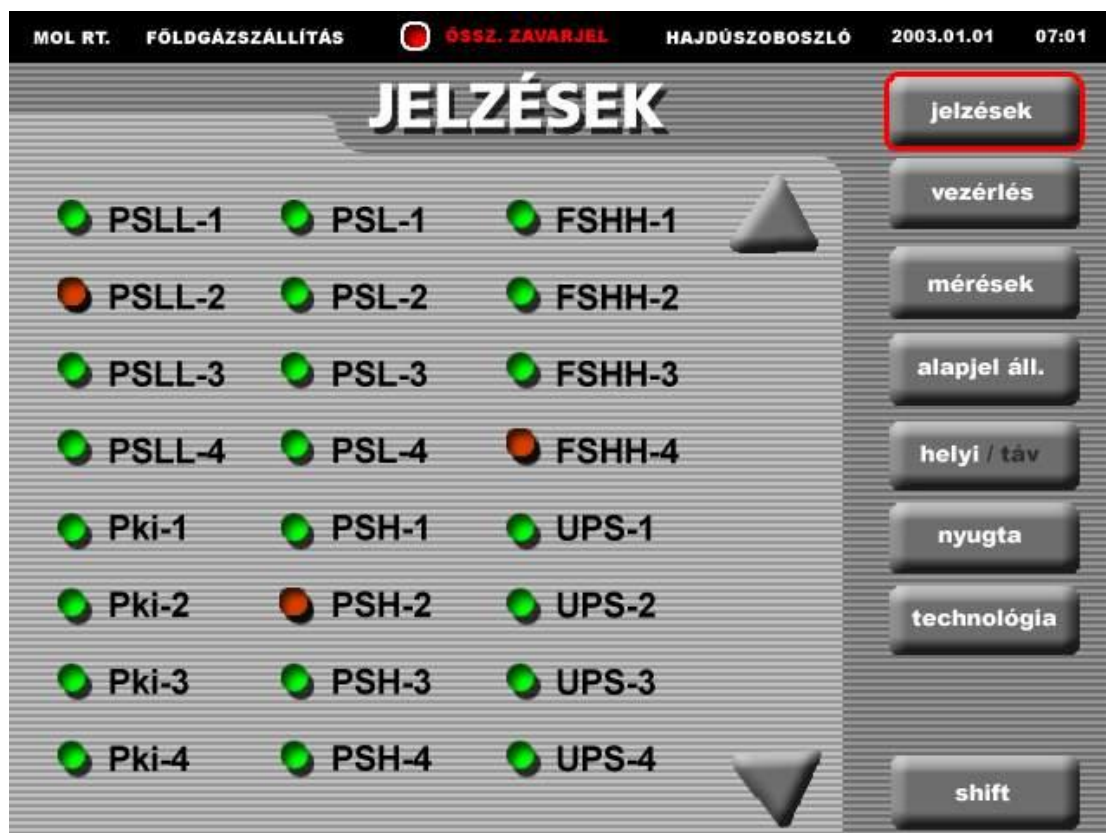 MOL RT. FÖLDGÁZSZÁLLÍTÁS ÖSSZ. ZAVARJEL HAJDÚSZOBOSZLÓ 2003.01.01 07:01
JELZÉSEK
PSLL-1 PSL-1 FSHH-1
PSLL-2 PSL-2 FSHH-2
PSLL-3 PSL-3 FSHH-3
PSLL-4 PSL-4 FSHH-4
Pki-1 PSH-1 UPS-1
Pki-2 PSH-2 UPS-2
Pki-3 PSH-3 UPS-3
Pki-4 PSH-4 UPS-4
jelzések
vezérlés
mérések
alapjel áll.
helyi / táv
nyugta
technológia
shift